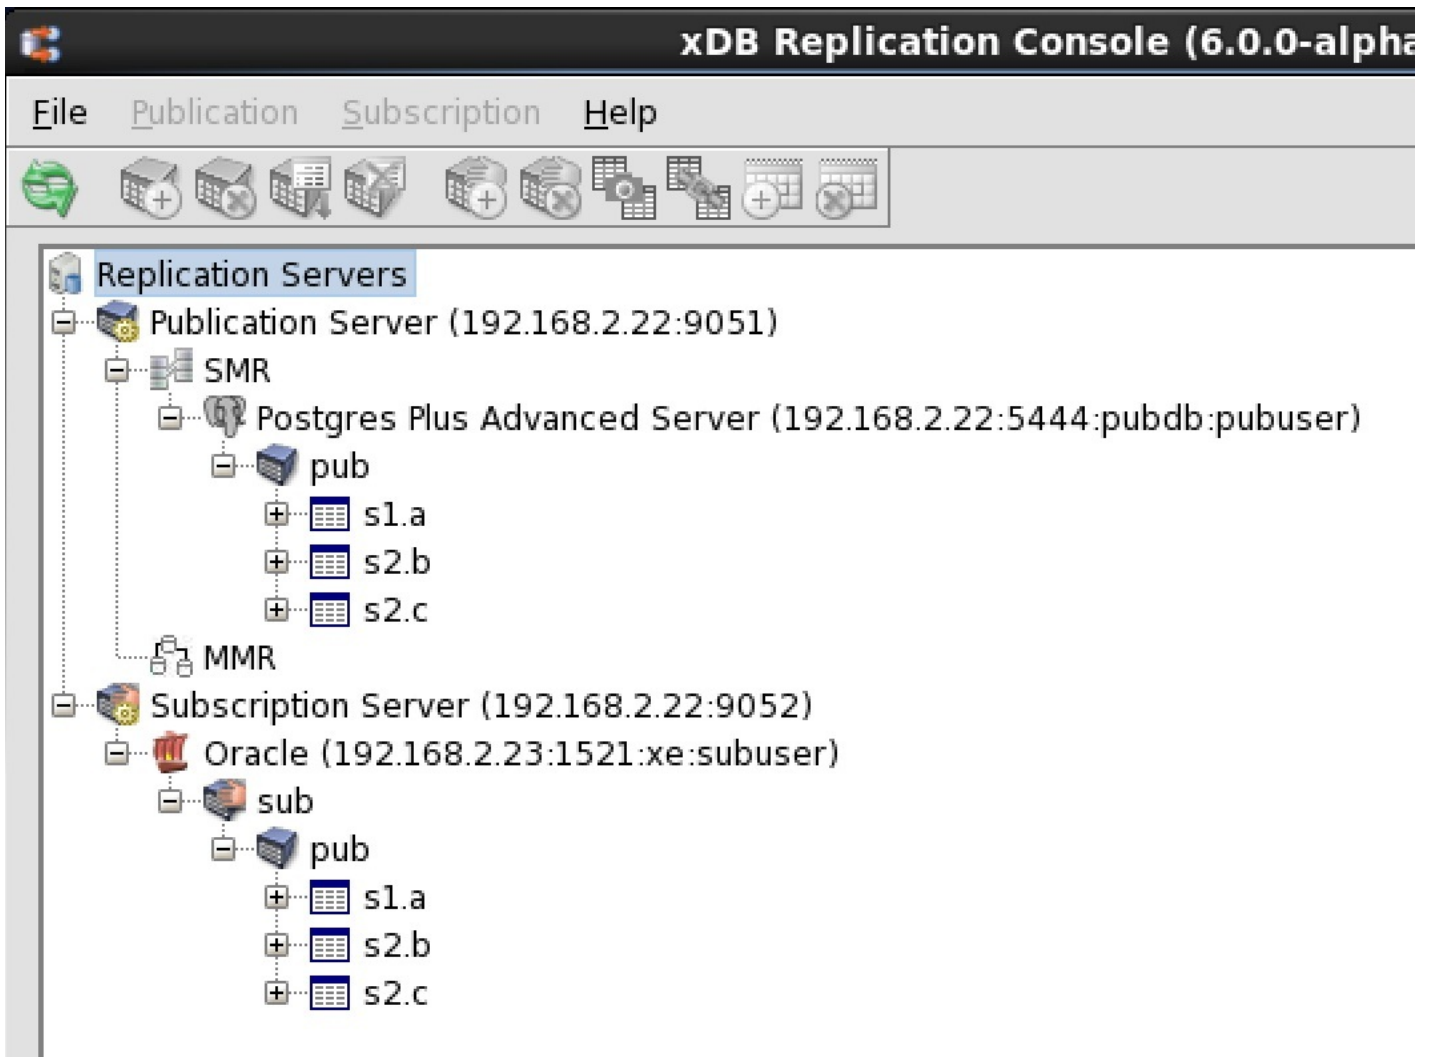 xDB Replication Console (6.0.0-alpha
File Publication Subscription Help
Replication Servers
Publication Server (192.168.2.22:9051)
SMR
Postgres Plus Advanced Server (192.168.2.22:5444:pubdb:pubuser)
pub
s1.a
s2.b
s2.c
MMR
Subscription Server (192.168.2.22:9052)
Oracle (192.168.2.23:1521:xe:subuser)
sub
pub
s1.a
s2.b
s2.c